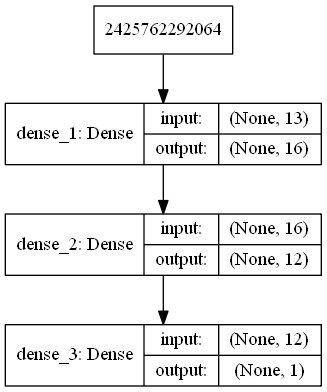 2425762292064
dense_1: Dense
input: (None, 13)
output: (None, 16)
dense_2: Dense
input: (None, 16)
output: (None, 12)
dense_3: Dense
input: (None, 12)
output: (None, 1)